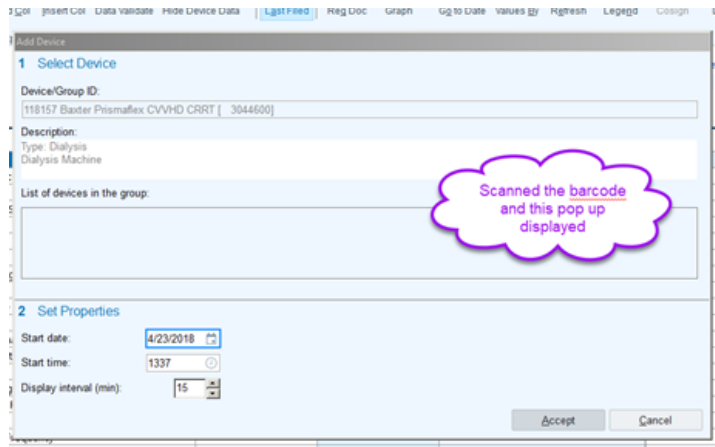 Col Insert Col Data Validate Hide Device Data Last Filed Reg Doc Graph Go to Date Values By Refresh Legend Cosign
Add Device
1 Select Device
Device/Group ID:
118157 Baxter Prismaflex CVVHD CRRT [ 3044600]
Description:
Type: Dialysis
Dialysis Machine
List of devices in the group:
Scanned the barcode
and this pop up
displayed
2 Set Properties
Start date: 4/23/2018
Start time: 1337
Display interval (min): 15
Accept Cancel